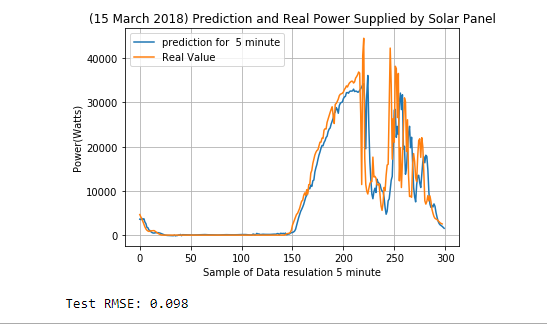 (15 March 2018) Prediction and Real Power Supplied by Solar Panel
prediction for 5 minute
Real Value
40000
30000
20000
10000
0
Power(Watts)
0 50 100 150 200 250 300
Sample of Data resulation 5 minute
Test RMSE: 0.098